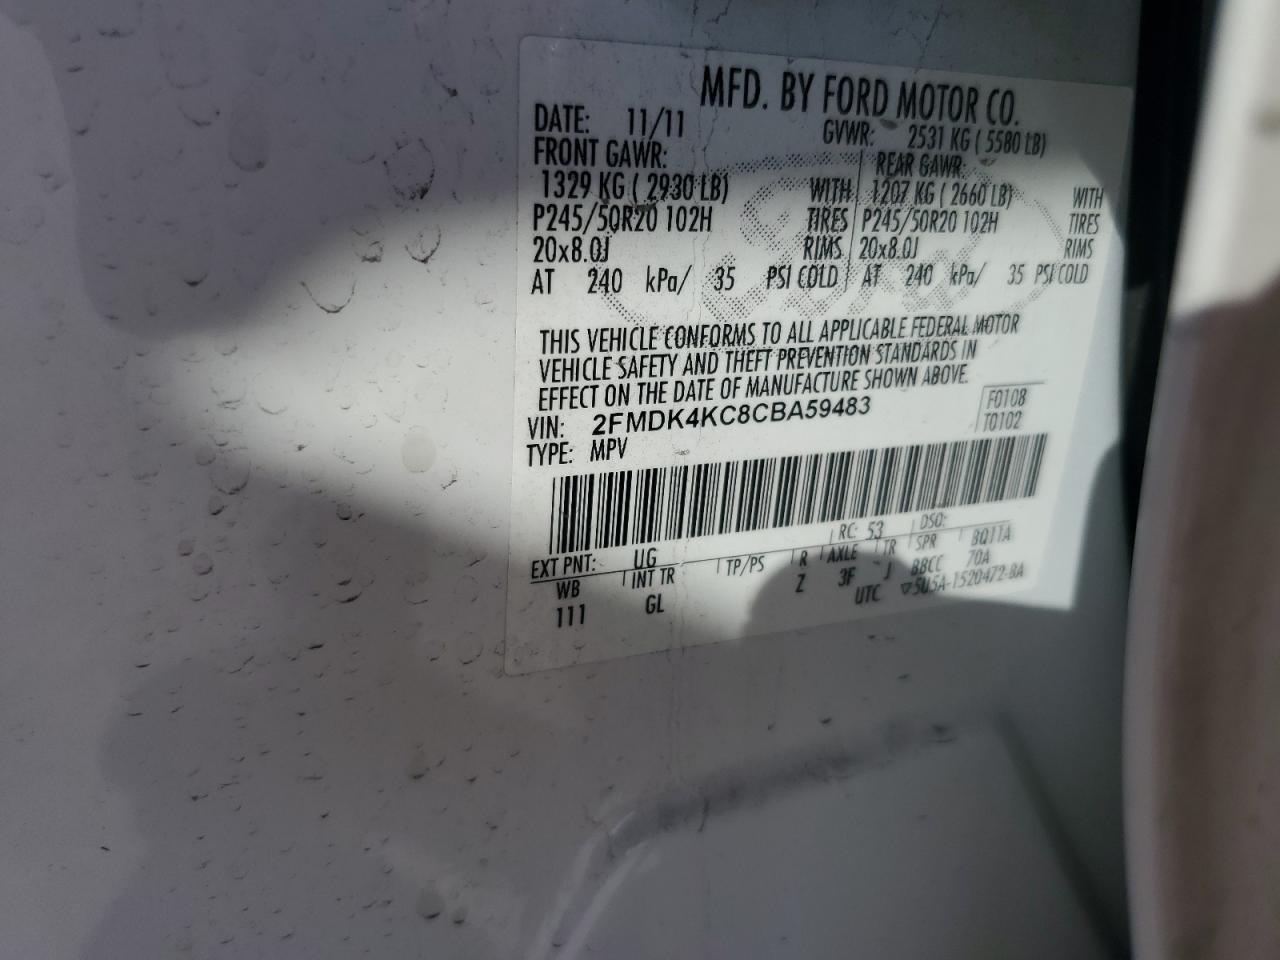 MFD. BY FORD MOTOR CO.
DATE: 11/11 GVWR: 2531 KG ( 5580 LB)
FRONT GAWR: REAR GAWR:
1329 KG ( 2930 LB) WITH 1207 KG ( 2660 LB) WITH
P245/50R20 102H TIRES P245/50R20 102H TIRES
20x8.0J RIMS 20x8.0J RIMS
AT 240 kPa/ 35 PSI COLD AT 240 kPa/ 35 PSI COLD
THIS VEHICLE CONFORMS TO ALL APPLICABLE FEDERAL MOTOR
VEHICLE SAFETY AND THEFT PREVENTION STANDARDS IN
EFFECT ON THE DATE OF MANUFACTURE SHOWN ABOVE.
VIN: 2FMDK4KC8CBA59483 F0108
TYPE: MPV T0102
EXT PNT: UG RC: 53 DSO:
WB INT TR TP/PS R AXLE TR SPR BQ11A
111 GL Z 3F J BBCC 70A
UTC ▽5U5A-1520472-BA